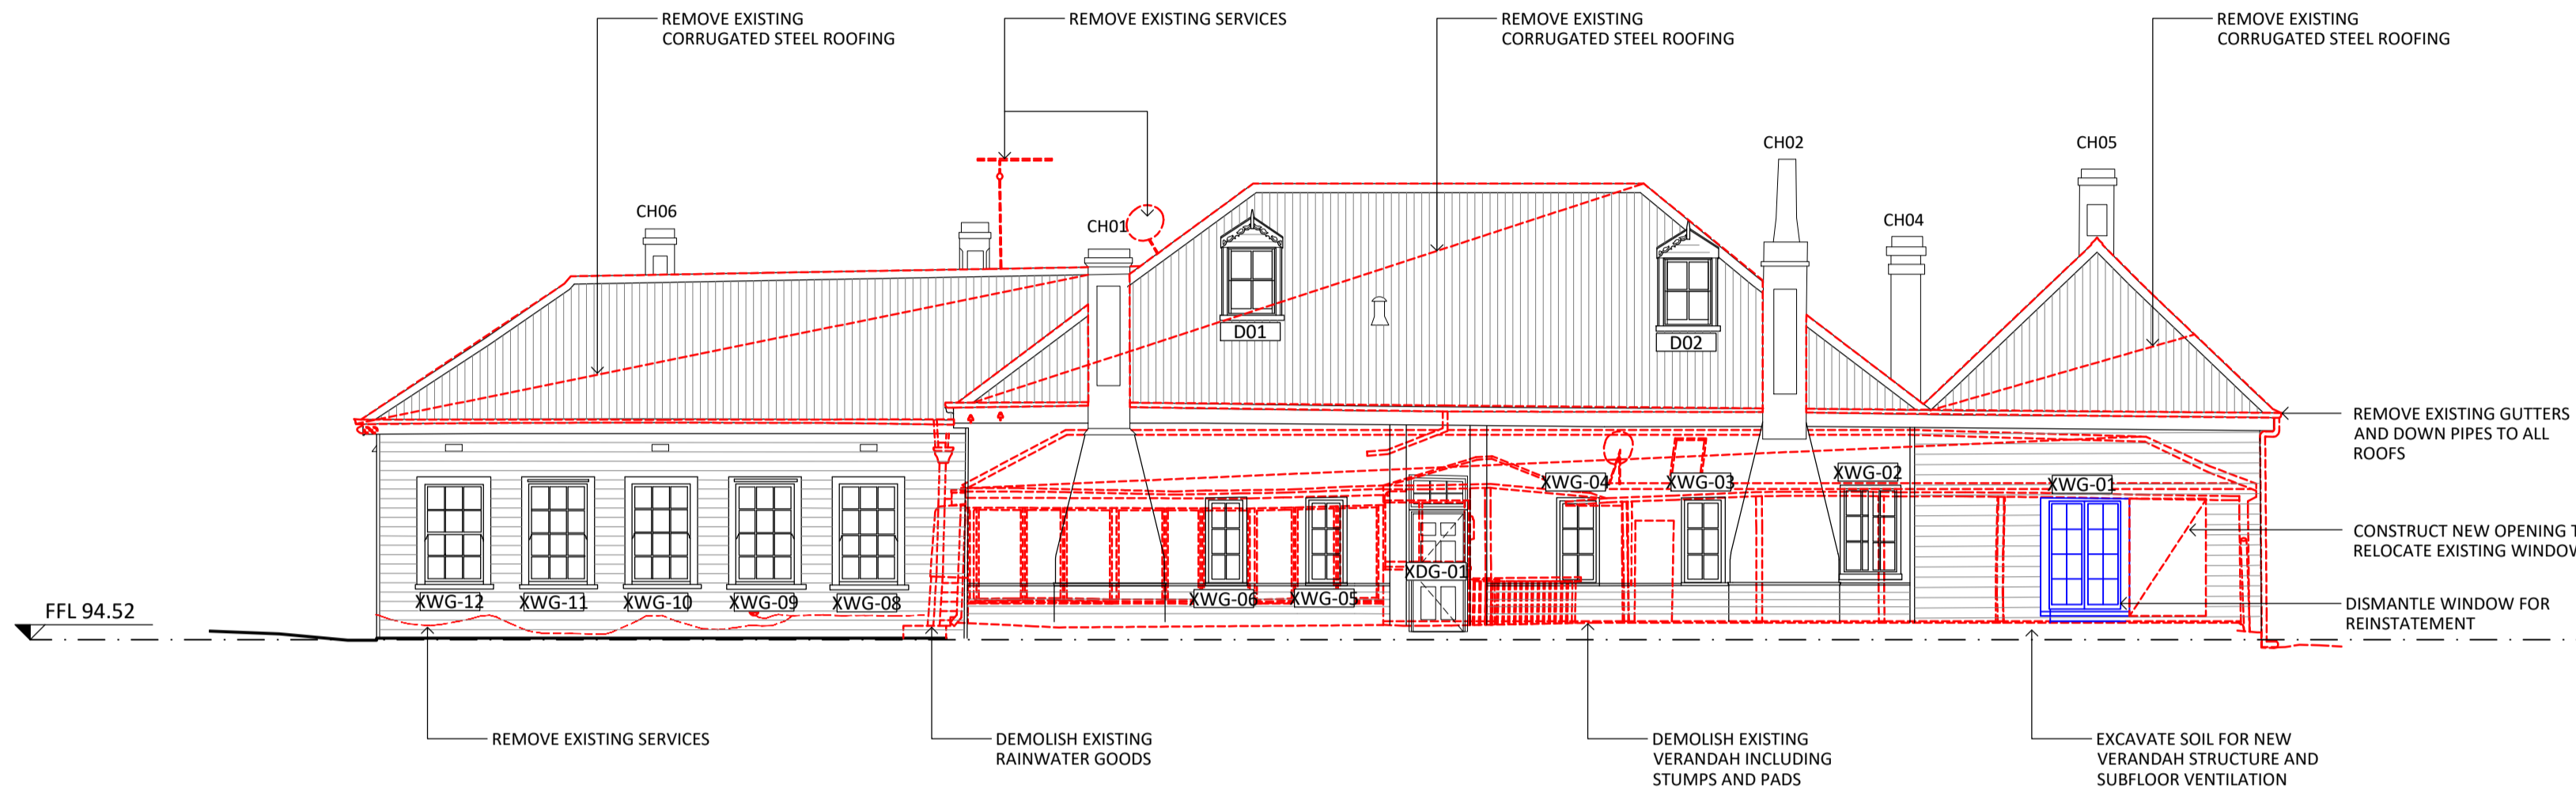 REMOVE EXISTING
CORRUGATED STEEL ROOFING
REMOVE EXISTING SERVICES
REMOVE EXISTING
CORRUGATED STEEL ROOFING
REMOVE EXISTING
CORRUGATED STEEL ROOFING
CH02
CH05
CH06
CH01
CH04
D01
D02
REMOVE EXISTING GUTTERS
AND DOWN PIPES TO ALL
ROOFS
XWG-04
XWG-03
XWG-02
XWG-01
CONSTRUCT NEW OPENING
RELOCATE EXISTING
XDG-01
XWG-12
XWG-11
XWG-10
XWG-09
XWG-08
XWG-06
XWG-05
DISMANTLE WINDOW FOR
REINSTATEMENT
FFL 94.52
REMOVE EXISTING SERVICES
DEMOLISH EXISTING
RAINWATER GOODS
DEMOLISH EXISTING
VERANDAH INCLUDING
STUMPS AND PADS
EXCAVATE SOIL FOR NEW
VERANDAH STRUCTURE AND
SUBFLOOR VENTILATION